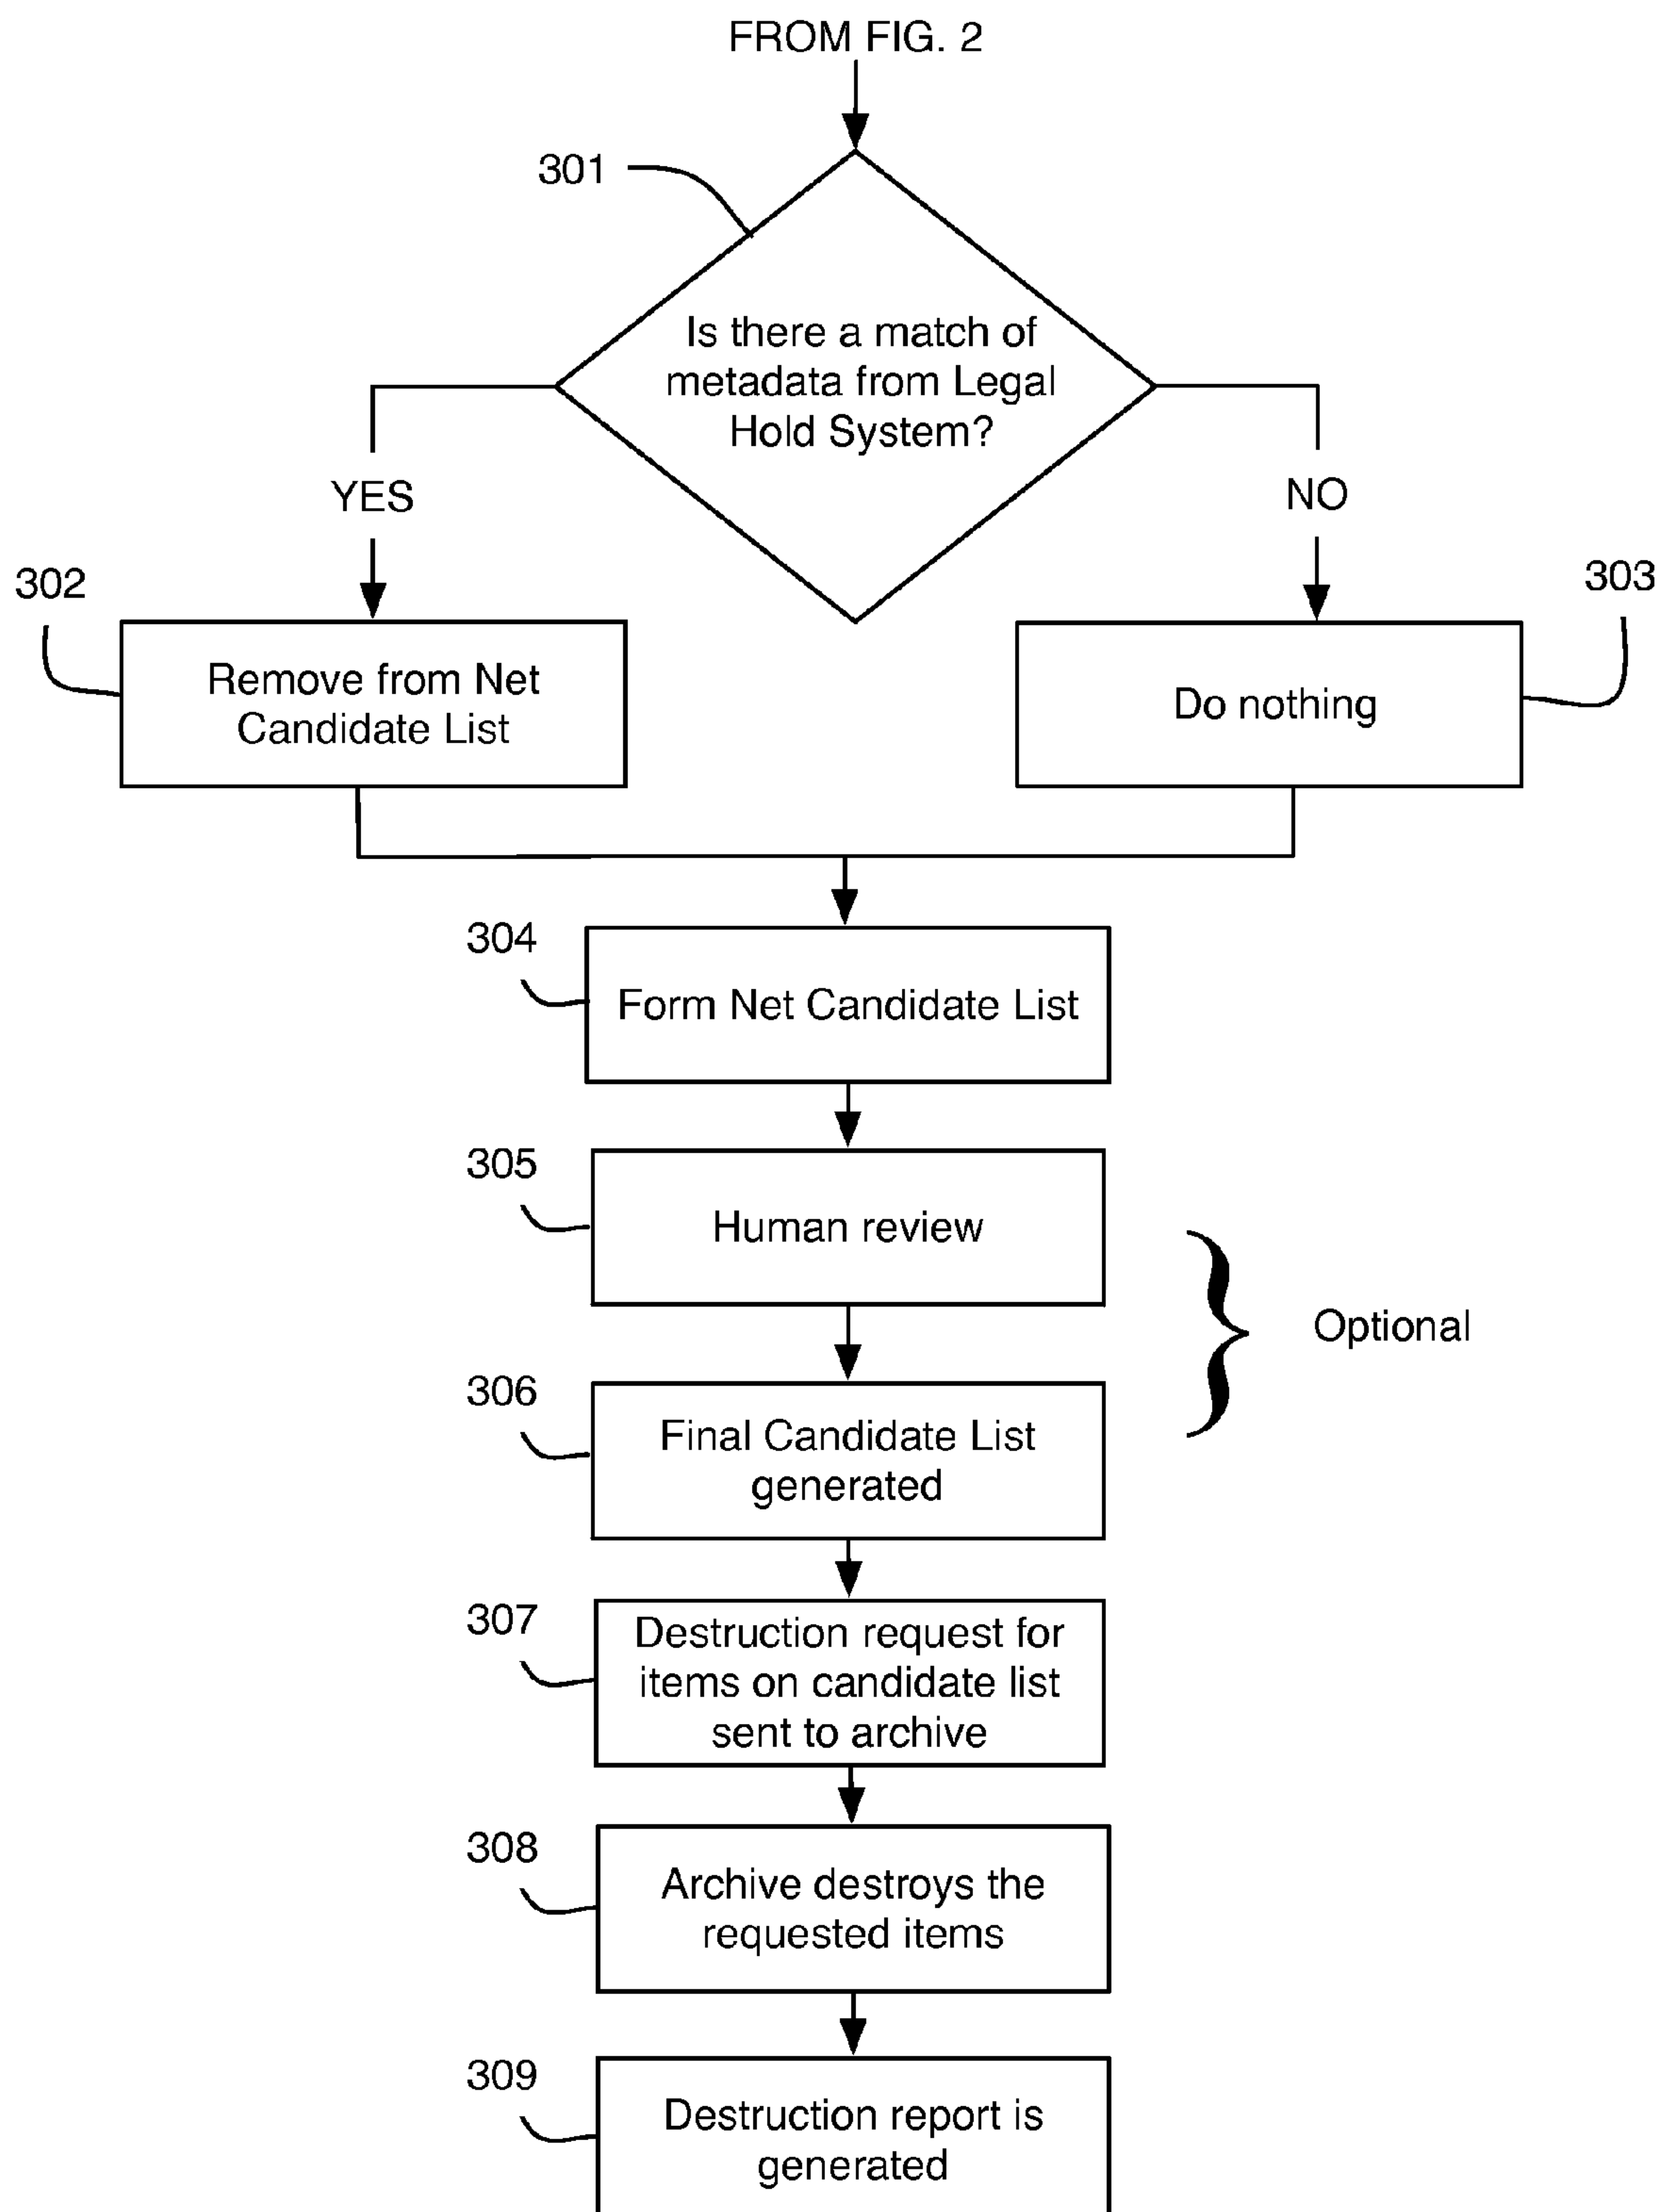 FROM FIG. 2
301
Is there a match of
metadata from Legal
Hold System?
YES
NO
302
303
Remove from Net
Candidate List
Do nothing
304
Form Net Candidate List
305
Human review
Optional
306
Final Candidate List
generated
307
Destruction request for
items on candidate list
sent to archive
308
Archive destroys the
requested items
309
Destruction report is
generated